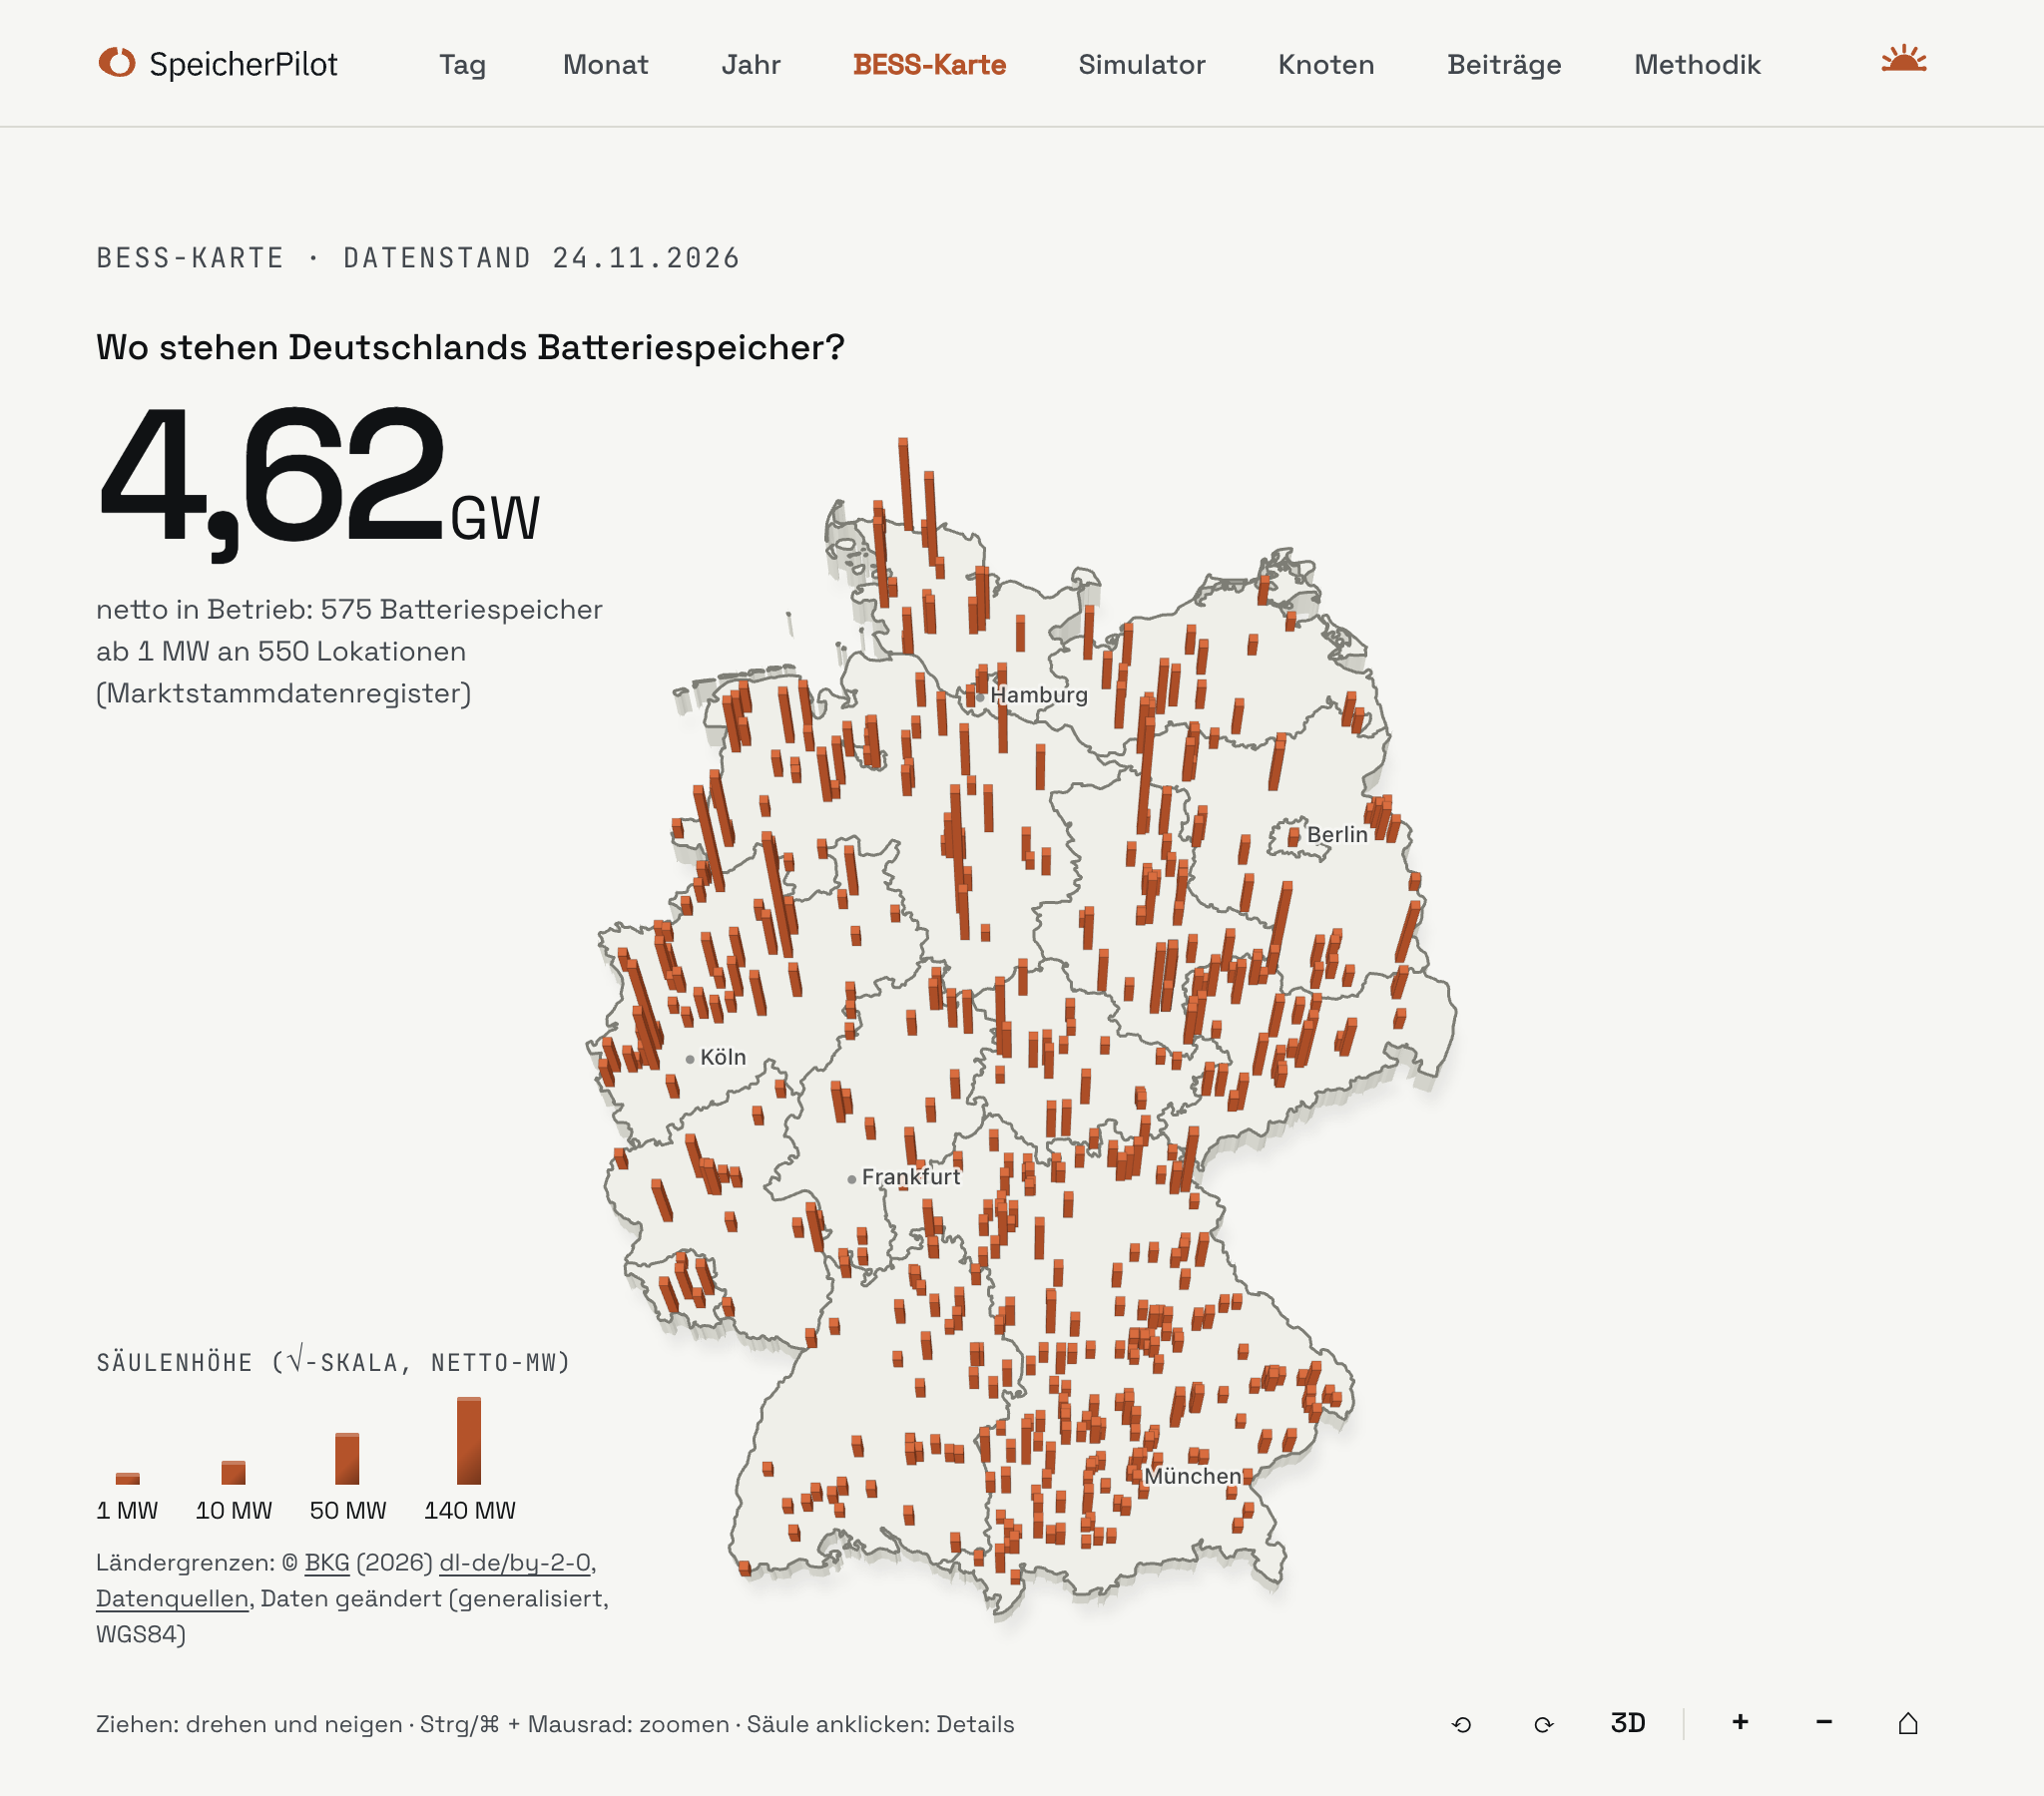 SpeicherPilot
Tag Monat Jahr BESS-Karte Simulator Knoten Beiträge Methodik
BESS-KARTE · DATENSTAND 24.11.2026
Wo stehen Deutschlands Batteriespeicher?
4,62 GW
netto in Betrieb: 575 Batteriespeicher
ab 1 MW an 550 Lokationen
(Marktstammdatenregister)
Hamburg
Berlin
Köln
Frankfurt
München
SÄULENHÖHE (√-SKALA, NETTO-MW)
1 MW 10 MW 50 MW 140 MW
Ländergrenzen: © BKG (2026) dl-de/by-2-0,
Datenquellen, Daten geändert (generalisiert,
WGS84)
Ziehen: drehen und neigen · Strg/⌘ + Mausrad: zoomen · Säule anklicken: Details
⟲ ⟳ 3D + − ⌂